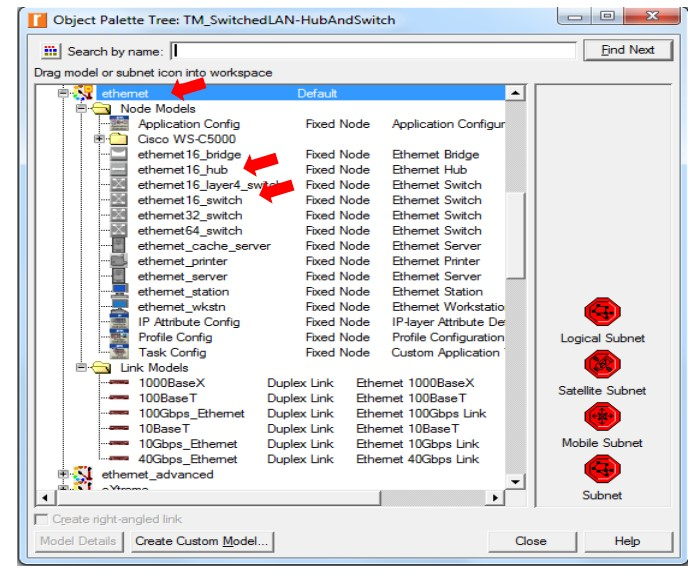 Object Palette Tree: TM_SwitchedLAN-HubAndSwitch
Search by name: Find Next
Drag model or subnet icon into workspace
ethernet Default
Node Models
Application Config Fixed Node Application Configur
Cisco WS-C5000
ethernet16_bridge Fixed Node Ethernet Bridge
ethernet16_hub Fixed Node Ethernet Hub
ethernet16_layer4_switch Fixed Node Ethernet Switch
ethernet16_switch Fixed Node Ethernet Switch
ethernet32_switch Fixed Node Ethernet Switch
ethernet64_switch Fixed Node Ethernet Switch
ethernet_cache_server Fixed Node Ethernet Server
ethernet_printer Fixed Node Ethernet Printer
ethernet_server Fixed Node Ethernet Server
ethernet_station Fixed Node Ethernet Station
ethernet_wkstn Fixed Node Ethernet Workstatio
IP Attribute Config Fixed Node IP-layer Attribute De
Profile Config Fixed Node Profile Configuration
Task Config Fixed Node Custom Application
Link Models
1000BaseX Duplex Link Ethernet 1000BaseX
100BaseT Duplex Link Ethernet 100BaseT
100Gbps_Ethernet Duplex Link Ethernet 100Gbps Link
10BaseT Duplex Link Ethernet 10BaseT
10Gbps_Ethernet Duplex Link Ethernet 10Gbps Link
40Gbps_Ethernet Duplex Link Ethernet 40Gbps Link
ethernet_advanced
Logical Subnet
Satellite Subnet
Mobile Subnet
Subnet
Create right-angled link
Model Details Create Custom Model... Close Help